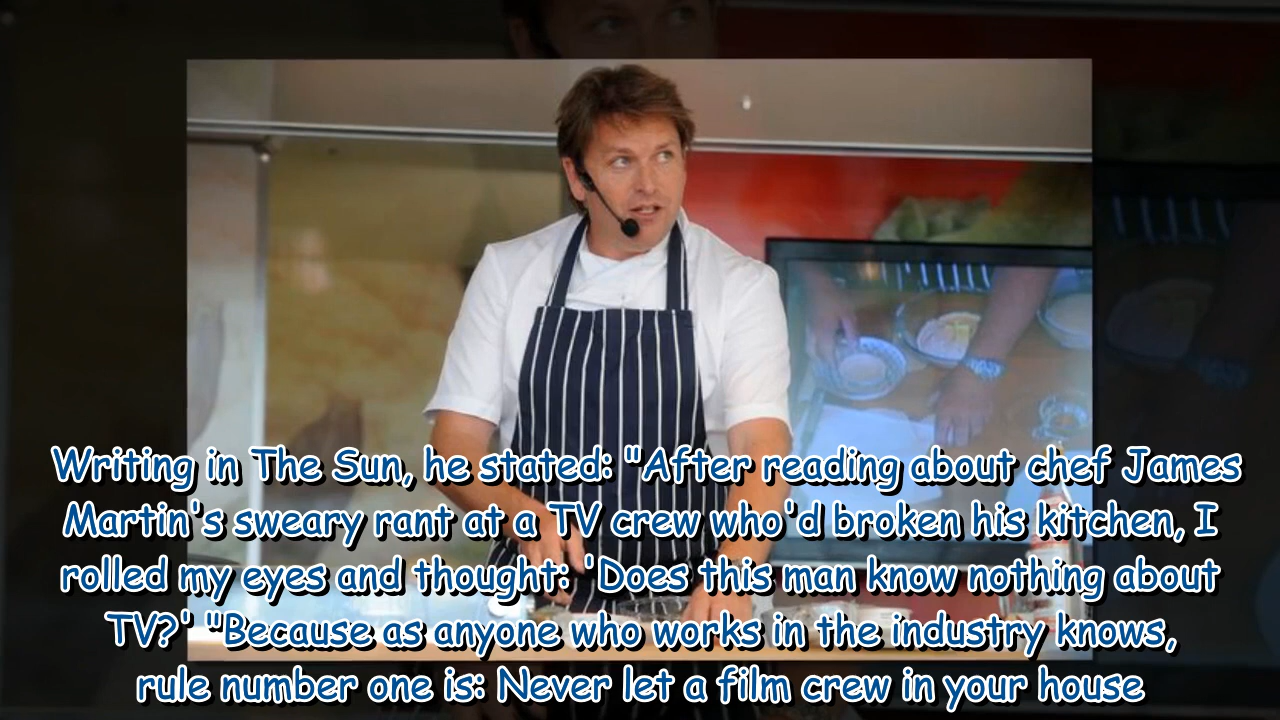 Writing in The Sun, he stated: "After reading about chef James
Martin's sweary rant at a TV crew who'd broken his kitchen, I
rolled my eyes and thought: 'Does this man know nothing about
TV?' "Because as anyone who works in the industry knows,
rule number one is: Never let a film crew in your house